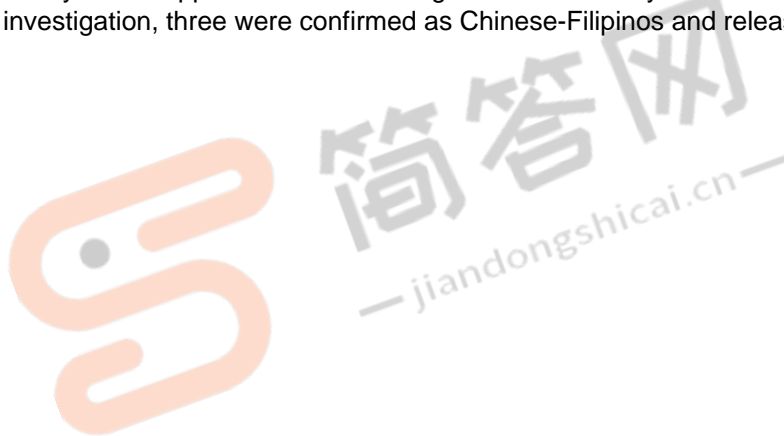 investigation, three were confirmed as Chinese-Filipinos and relea
简答网
jiandongshicai.cn